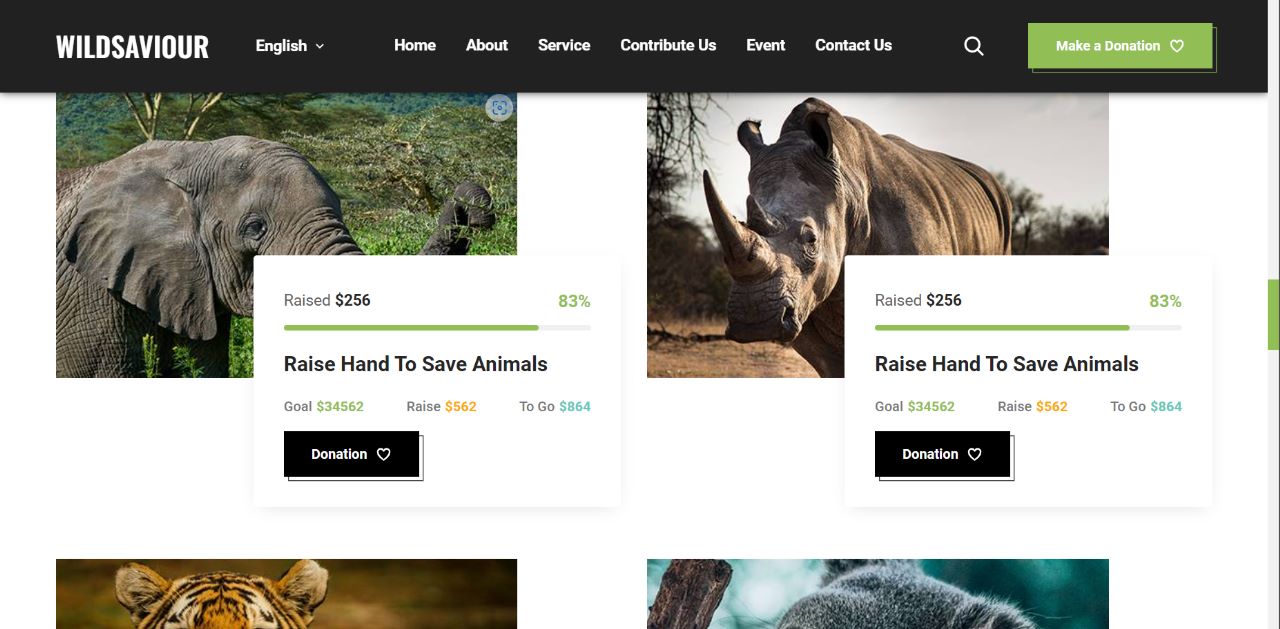 WILDSAVIOUR English Home About Service Contribute Us Event Contact Us Make a Donation
Raised $256 83%
Raise Hand To Save Animals
Goal $34562 Raise $562 To Go $864
Donation
Raised $256 83%
Raise Hand To Save Animals
Goal $34562 Raise $562 To Go $864
Donation